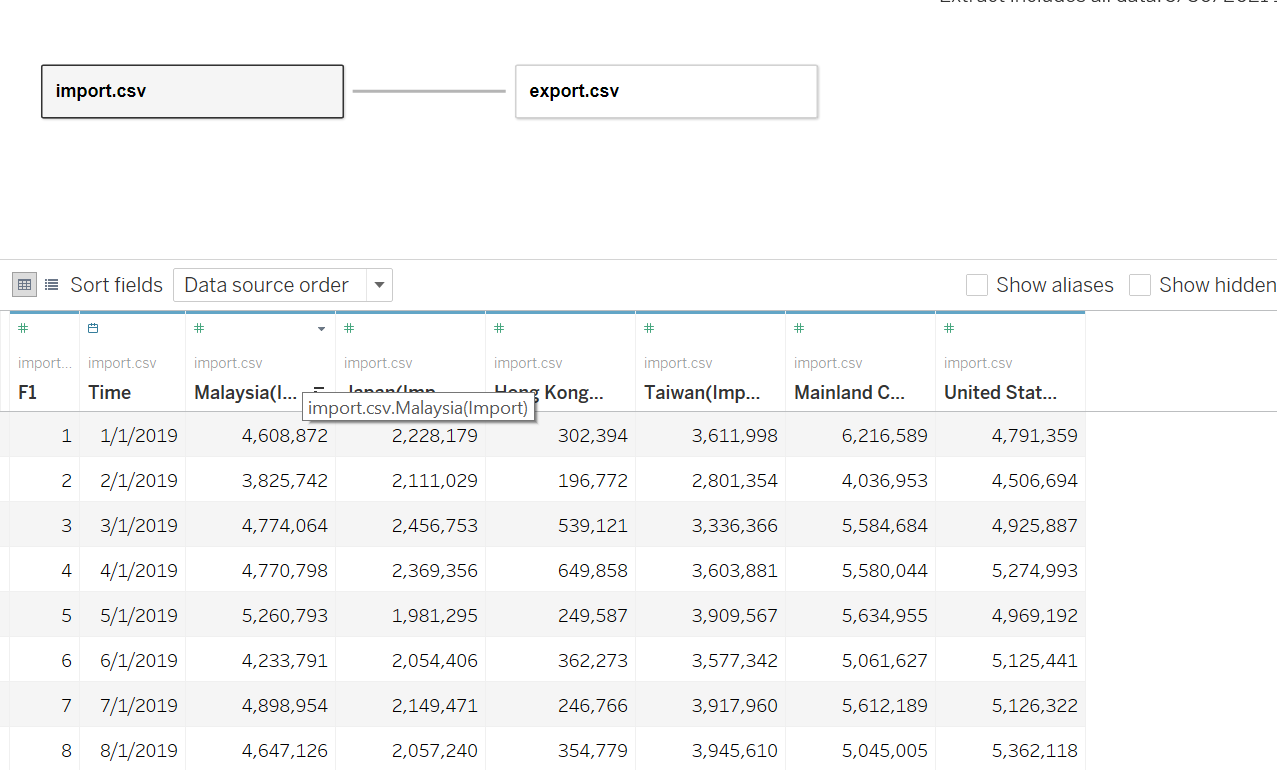 import.csv export.csv
Sort fields Data source order Show aliases Show hidden
# # # # # # #
import... import.csv import.csv import.csv import.csv import.csv import.csv import.csv
F1 Time Malaysia(I... Hong Kong... Taiwan(Imp... Mainland C... United Stat...
import.csv.Malaysia(Import)
1 1/1/2019 4,608,872 2,228,179 302,394 3,611,998 6,216,589 4,791,359
2 2/1/2019 3,825,742 2,111,029 196,772 2,801,354 4,036,953 4,506,694
3 3/1/2019 4,774,064 2,456,753 539,121 3,336,366 5,584,684 4,925,887
4 4/1/2019 4,770,798 2,369,356 649,858 3,603,881 5,580,044 5,274,993
5 5/1/2019 5,260,793 1,981,295 249,587 3,909,567 5,634,955 4,969,192
6 6/1/2019 4,233,791 2,054,406 362,273 3,577,342 5,061,627 5,125,441
7 7/1/2019 4,898,954 2,149,471 246,766 3,917,960 5,612,189 5,126,322
8 8/1/2019 4,647,126 2,057,240 354,779 3,945,610 5,045,005 5,362,118